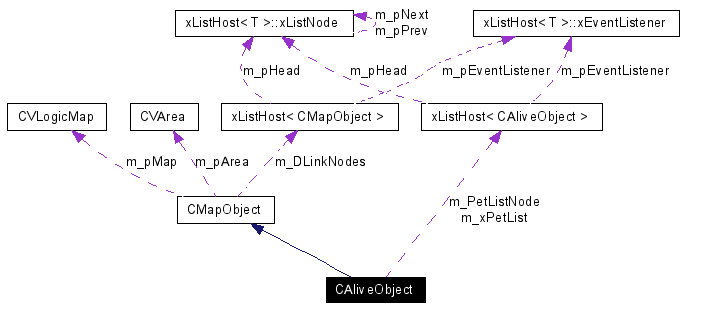 xListHost< T >::xListNode
m_pNext
m_pPrev
xListHost< T >::xEventListener
m_pHead
m_pHead
m_pEventListener
m_pEventListener
CVLogicMap
CVArea
xListHost< CMapObject >
xListHost< CAliveObject >
m_pMap
m_pArea
m_DLinkNodes
CMapObject
m_PetListNode
m_xPetList
CAliveObject